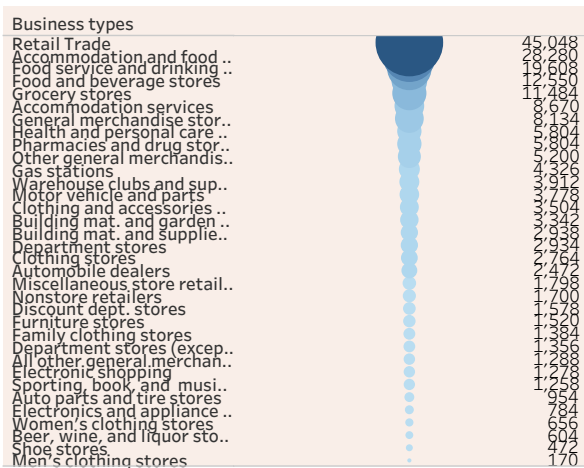 Business types
Retail Trade 45,048
Accommodation and food .. 28,280
Food service and drinking .. 19,608
Food and beverage stores 12,550
Grocery stores 11,484
Accommodation services 8,670
General merchandise stor.. 8,134
Health and personal care .. 5,804
Pharmacies and drug stor.. 5,804
Other general merchandis.. 5,200
Gas stations 4,326
Warehouse clubs and sup.. 3,912
Motor vehicle and parts 3,778
Clothing and accessories .. 3,504
Building mat. and garden .. 3,342
Building mat. and supplie.. 2,938
Department stores 2,934
Clothing stores 2,764
Automobile dealers 2,472
Miscellaneous store retail.. 1,798
Nonstore retailers 1,700
Discount dept. stores 1,578
Furniture stores 1,520
Family clothing stores 1,384
Department stores (excep.. 1,356
All other general merchan.. 1,288
Electronic shopping 1,278
Sporting, book, and musi.. 1,258
Auto parts and tire stores 954
Electronics and appliance .. 784
Women's clothing stores 656
Beer, wine, and liquor sto.. 604
Shoe stores 472
Men's clothing stores 170